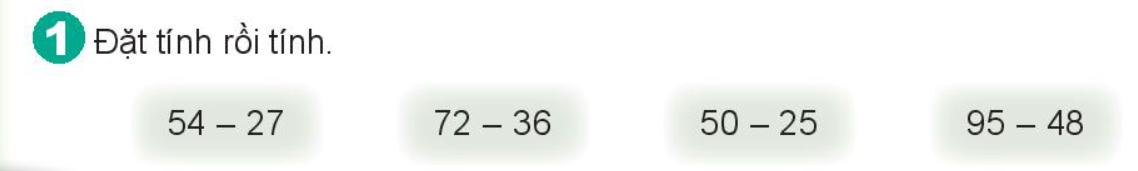 1 Đặt tính rồi tính.
54 – 27 72 – 36 50 – 25 95 – 48